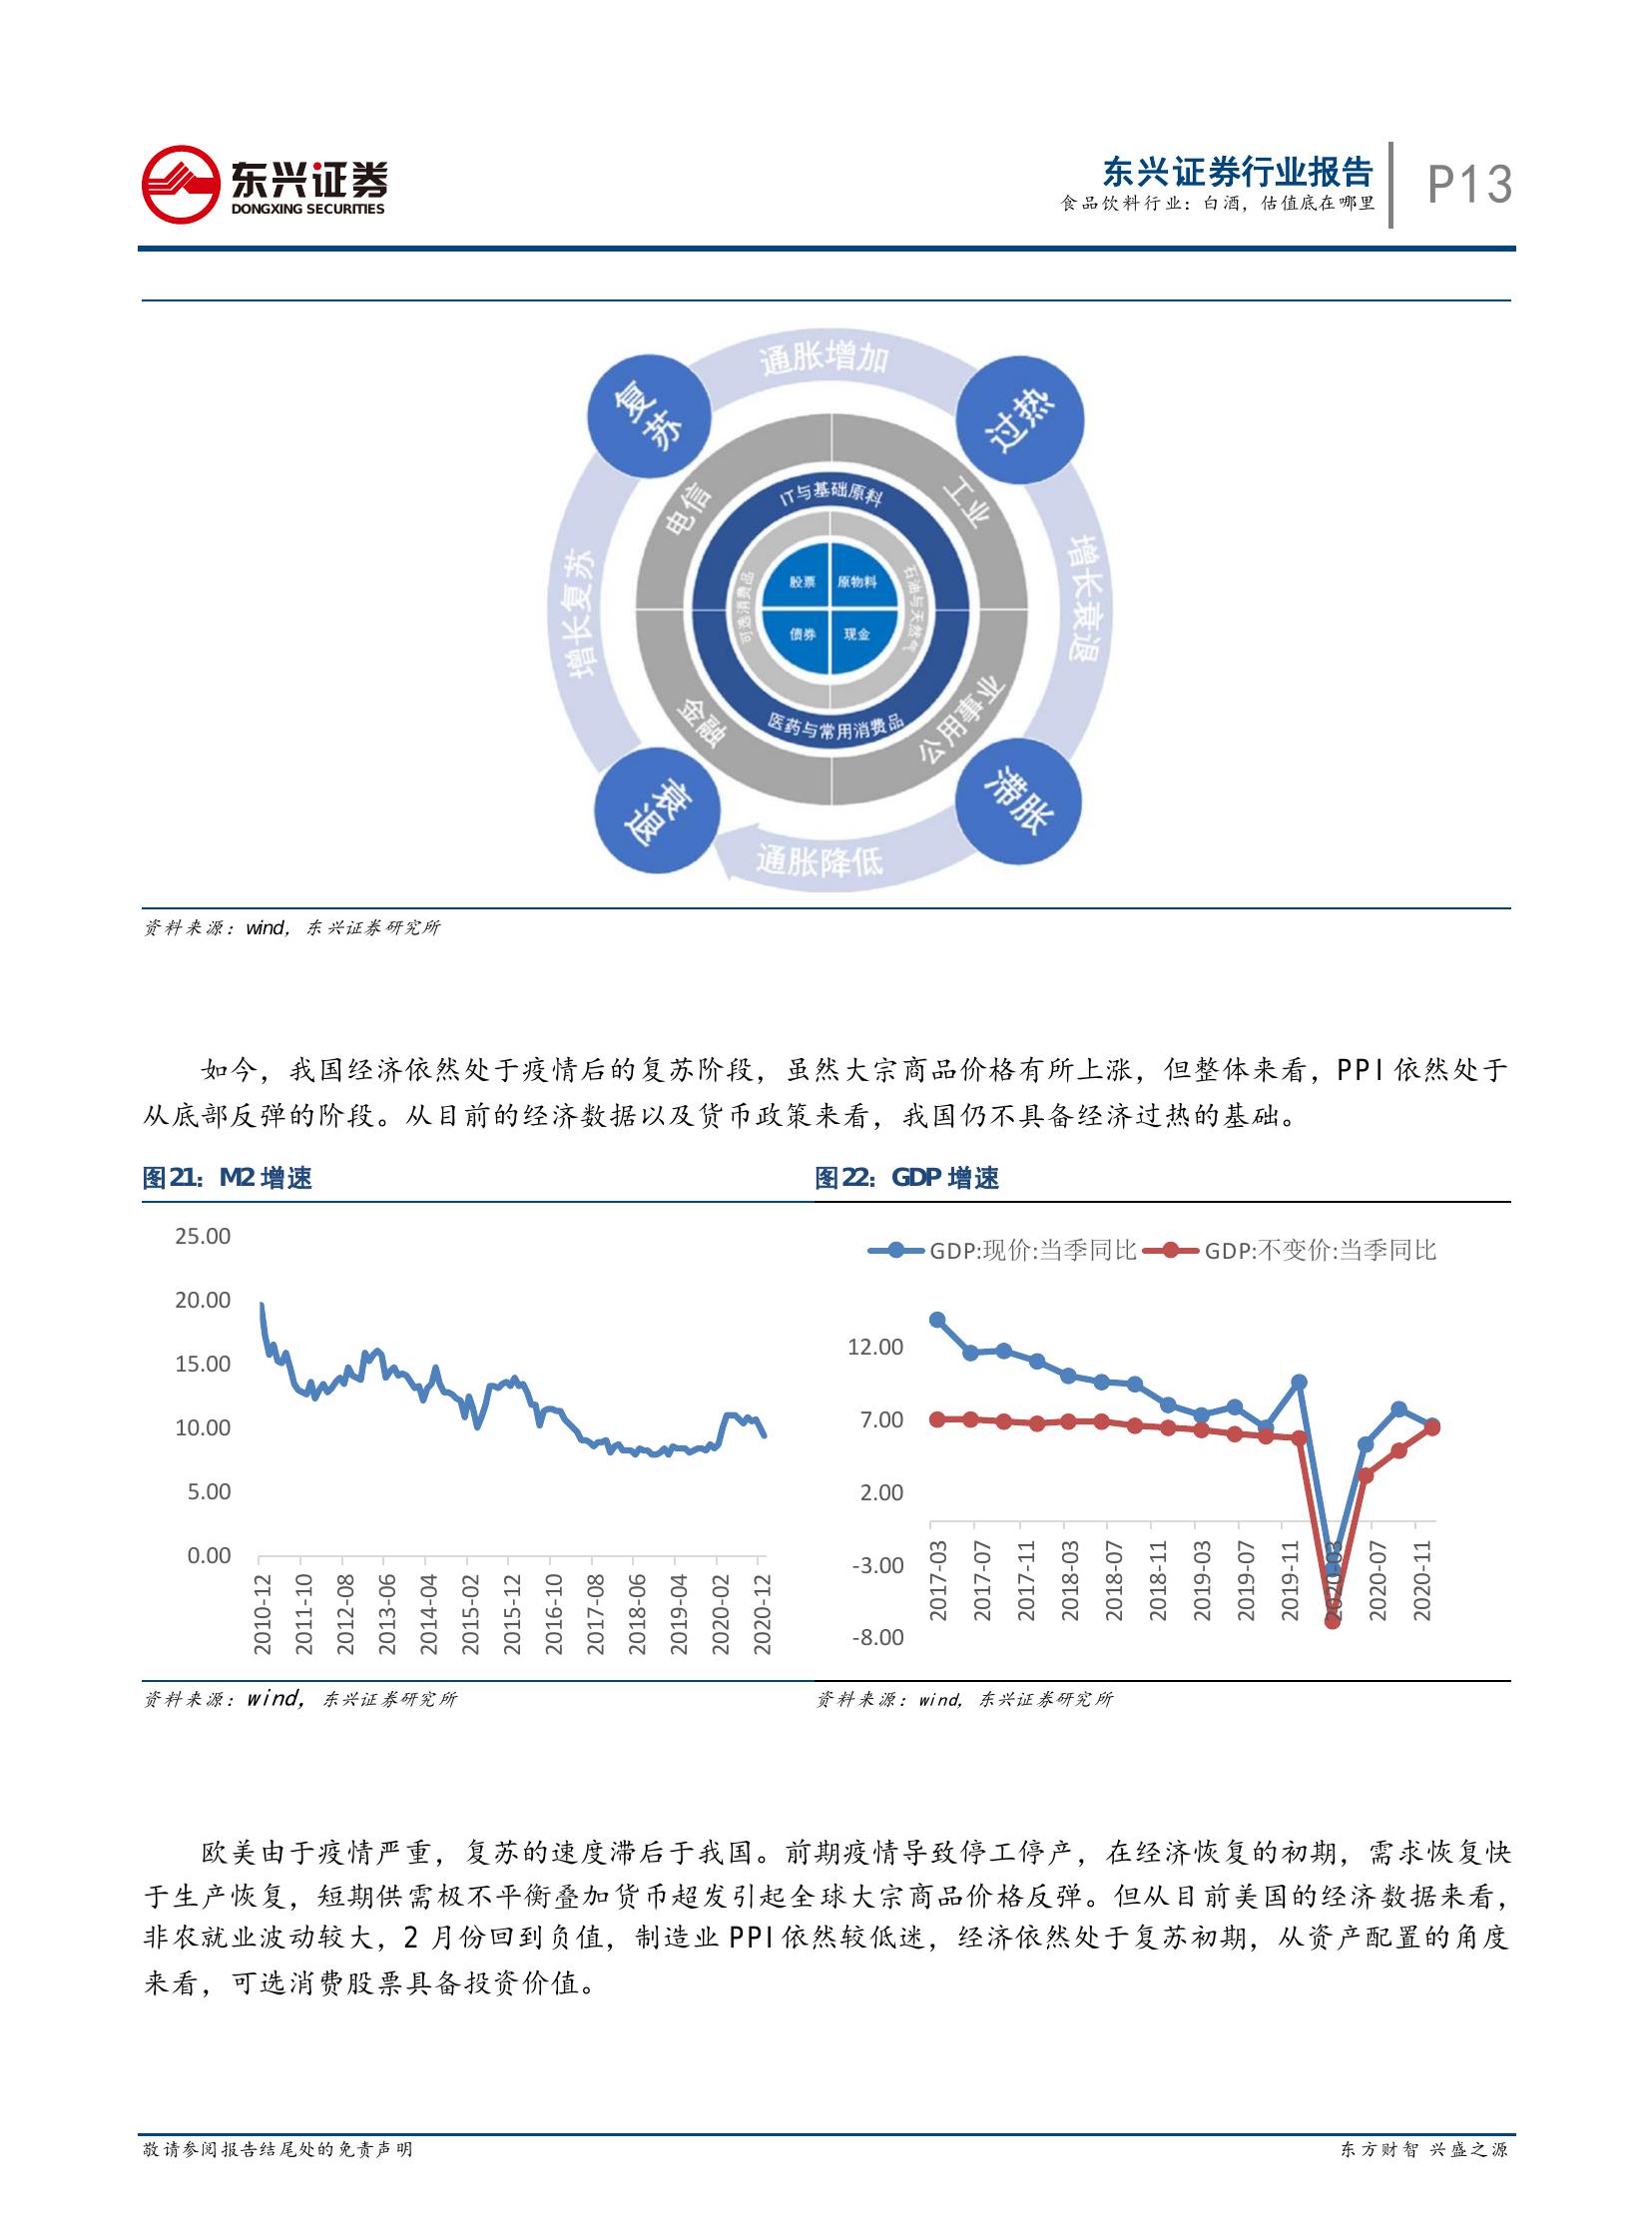 东兴证券
DONGXING SECURITIES
东兴证券行业报告
食品饮料行业：白酒，估值底在哪里
P13
通胀增加
复苏
过热
电信
工业
IT与基础原料
增长复苏
可选消费品
股票
原物料
石油与天然气
增长衰退
债券
现金
金融
公用事业
医药与常用消费品
衰退
滞胀
通胀降低
资料来源：wind，东兴证券研究所
如今，我国经济依然处于疫情后的复苏阶段，虽然大宗商品价格有所上涨，但整体来看，PPI 依然处于
从底部反弹的阶段。从目前的经济数据以及货币政策来看，我国仍不具备经济过热的基础。
图21：M2 增速
25.00
20.00
15.00
10.00
5.00
0.00
2010-12 2011-10 2012-08 2013-06 2014-04 2015-02 2015-12 2016-10 2017-08 2018-06 2019-04 2020-02 2020-12
资料来源：wind，东兴证券研究所
图22：GDP 增速
GDP:现价:当季同比 GDP:不变价:当季同比
12.00
7.00
2.00
-3.00
-8.00
2017-03 2017-07 2017-11 2018-03 2018-07 2018-11 2019-03 2019-07 2019-11 2020-03 2020-07 2020-11
资料来源：wind，东兴证券研究所
欧美由于疫情严重，复苏的速度滞后于我国。前期疫情导致停工停产，在经济恢复的初期，需求恢复快
于生产恢复，短期供需极不平衡叠加货币超发引起全球大宗商品价格反弹。但从目前美国的经济数据来看，
非农就业波动较大，2 月份回到负值，制造业 PPI 依然较低迷，经济依然处于复苏初期，从资产配置的角度
来看，可选消费股票具备投资价值。
敬请参阅报告结尾处的免责声明
东方财智 兴盛之源